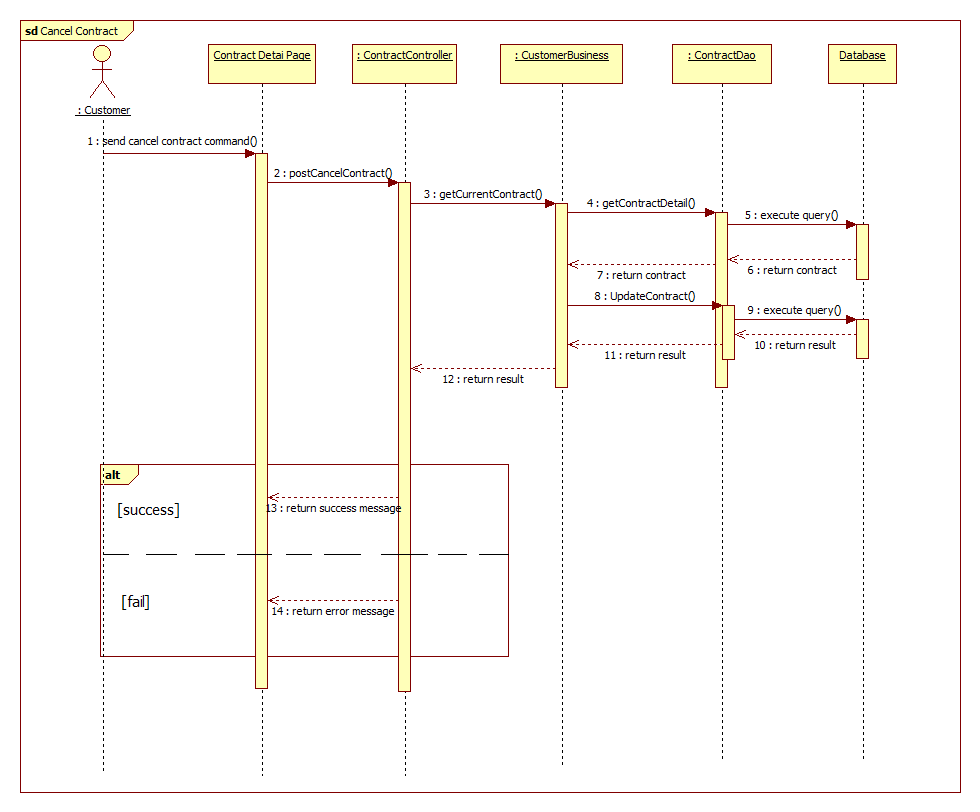 sd Cancel Contract
Contract Detai Page
: ContractController
: CustomerBusiness
: ContractDao
Database
: Customer
1 : send cancel contract command()
2 : postCancelContract()
3 : getCurrentContract()
4 : getContractDetail()
5 : execute query()
6 : return contract
7 : return contract
8 : UpdateContract()
9 : execute query()
10 : return result
11 : return result
12 : return result
alt
[success]
13 : return success message
[fail]
14 : return error message